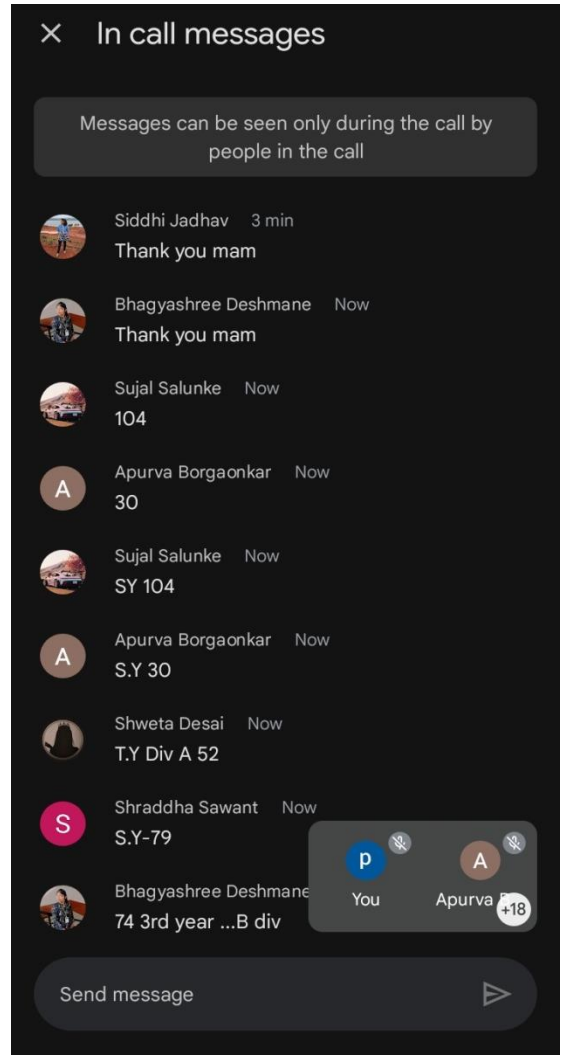 In call messages
Messages can be seen only during the call by
people in the call
Siddhi Jadhav 3 min
Thank you mam
Bhagyashree Deshmane Now
Thank you mam
Sujal Salunke Now
104
A
Apurva Borgaonkar Now
30
Sujal Salunke Now
SY 104
A
Apurva Borgaonkar Now
S.Y 30
Shweta Desai Now
T.Y Div A 52
S
Shraddha Sawant Now
S.Y-79
Bhagyashree Deshmane
74 3rd year ...B div
p
You
A
Apurva
+18
Send message